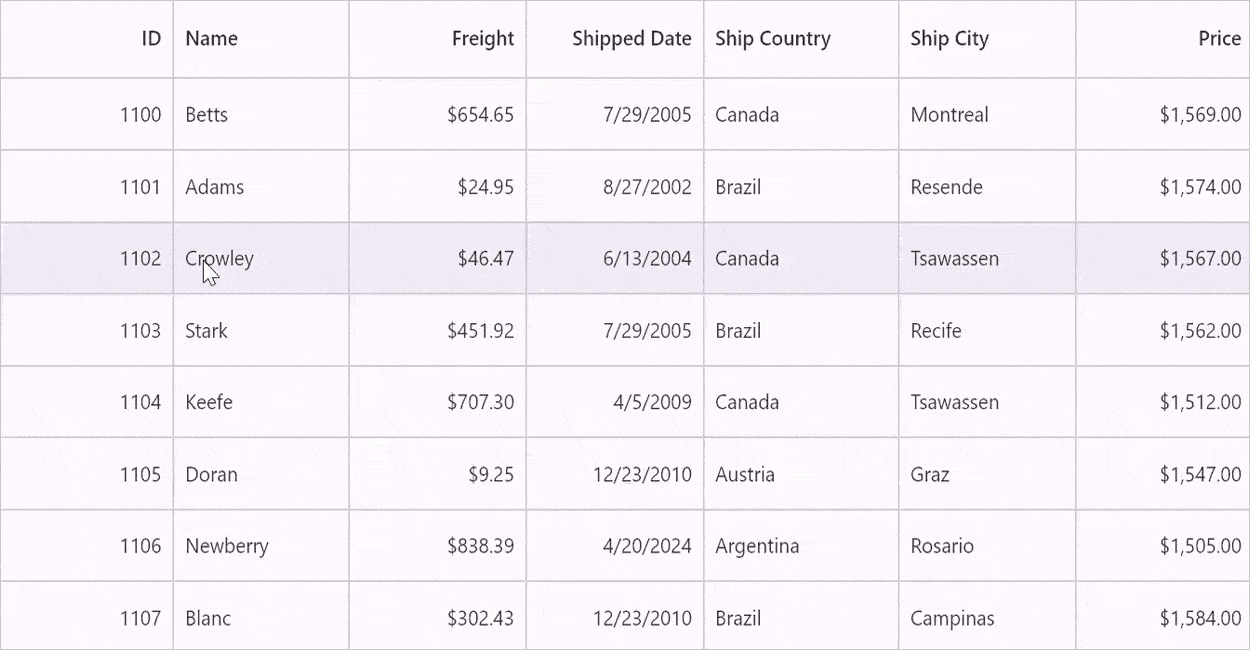 ID Name Freight Shipped Date Ship Country Ship City Price
1100 Betts $654.65 7/29/2005 Canada Montreal $1,569.00
1101 Adams $24.95 8/27/2002 Brazil Resende $1,574.00
1102 Crowley $46.47 6/13/2004 Canada Tsawassen $1,567.00
1103 Stark $451.92 7/29/2005 Brazil Recife $1,562.00
1104 Keefe $707.30 4/5/2009 Canada Tsawassen $1,512.00
1105 Doran $9.25 12/23/2010 Austria Graz $1,547.00
1106 Newberry $838.39 4/20/2024 Argentina Rosario $1,505.00
1107 Blanc $302.43 12/23/2010 Brazil Campinas $1,584.00